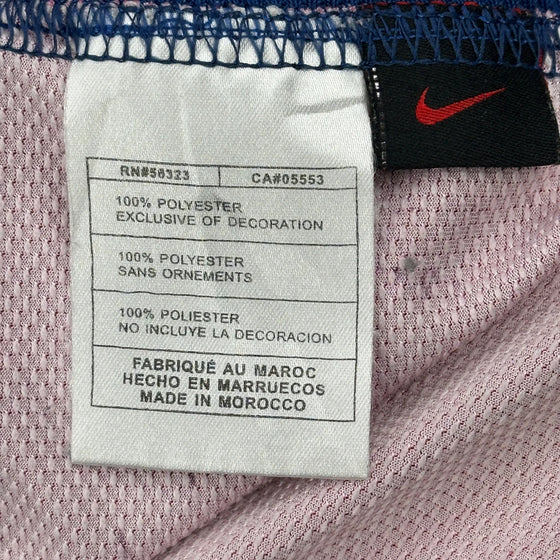 RN#56323 CA#05553
100% POLYESTER
EXCLUSIVE OF DECORATION
100% POLYESTER
SANS ORNEMENTS
100% POLIESTER
NO INCLUYE LA DECORACION
FABRIQUÉ AU MAROC
HECHO EN MARRUECOS
MADE IN MOROCCO